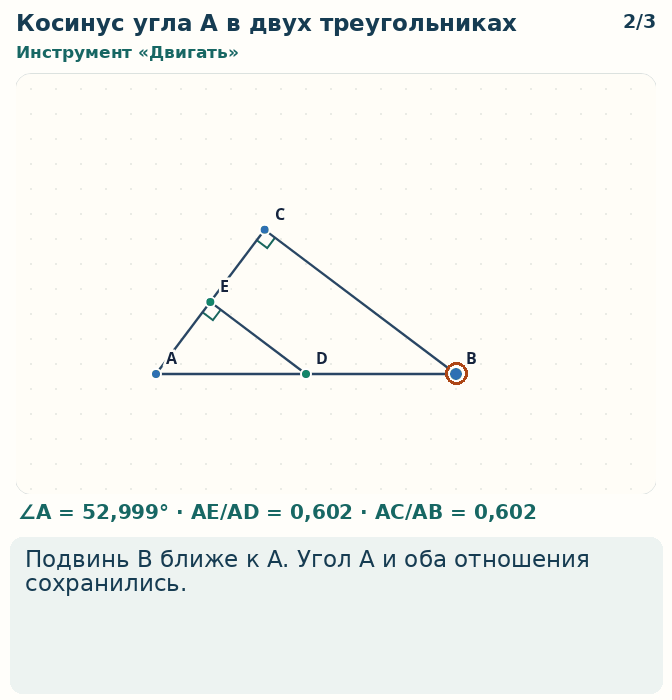 Косинус угла A в двух треугольниках
2/3
Инструмент «Двигать»
C
E
A
D
B
∠A = 52,999° · AE/AD = 0,602 · AC/AB = 0,602
Подвинь B ближе к A. Угол A и оба отношения
сохранились.